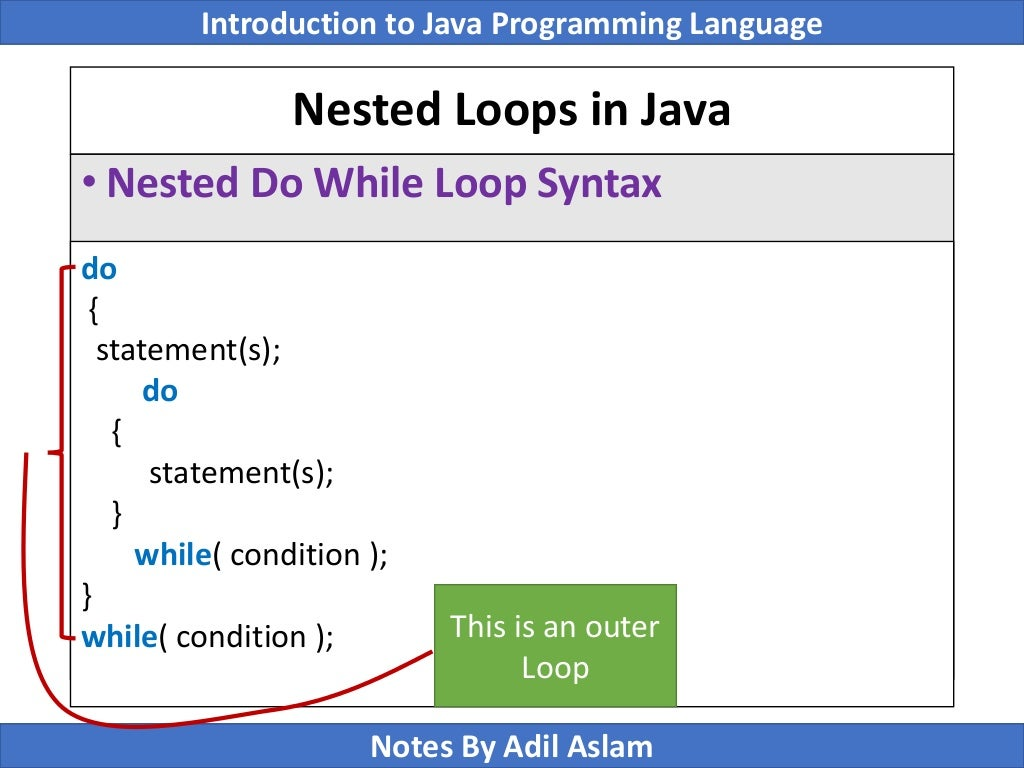 Introduction to Java Programming Language
Nested Loops in Java
• Nested Do While Loop Syntax
do
{
statement(s);
do
{
statement(s);
}
while( condition );
}
while( condition );
This is an outer
Loop
Notes By Adil Aslam